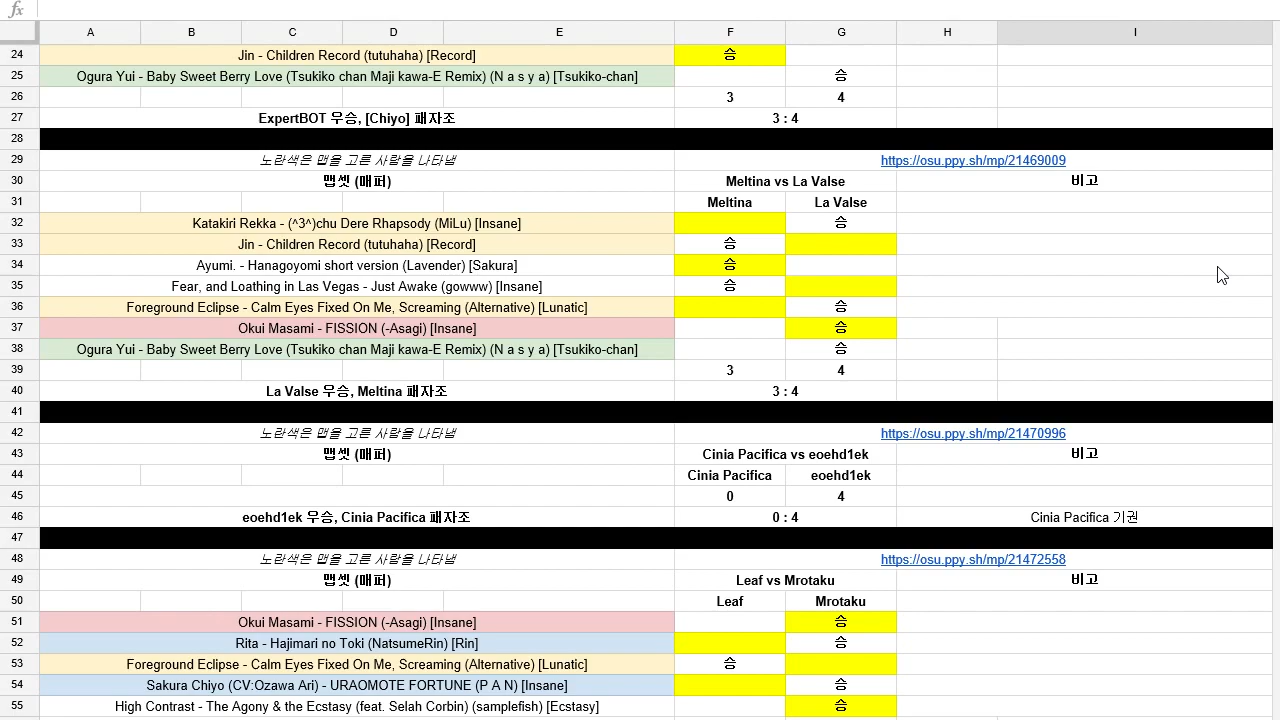 fx
A B C D E F G H I
24 Jin - Children Record (tutuhaha) [Record] 승
25 Ogura Yui - Baby Sweet Berry Love (Tsukiko chan Maji kawa-E Remix) (N a s y a) [Tsukiko-chan] 승
26 3 4
27 ExpertBOT 우승, [Chiyo] 패자조 3 : 4
28
29 노라색은 맵을 고른 사람을 나타냄 https://osu.ppy.sh/mp/21469009
30 맵셋 (매퍼) Meltina vs La Valse 비고
31 Meltina La Valse
32 Katakiri Rekka - (^3^)chu Dere Rhapsody (MiLu) [Insane] 승
33 Jin - Children Record (tutuhaha) [Record] 승
34 Ayumi. - Hanagoyomi short version (Lavender) [Sakura] 승
35 Fear, and Loathing in Las Vegas - Just Awake (gowww) [Insane] 승
36 Foreground Eclipse - Calm Eyes Fixed On Me, Screaming (Alternative) [Lunatic] 승
37 Okui Masami - FISSION (-Asagi) [Insane] 승
38 Ogura Yui - Baby Sweet Berry Love (Tsukiko chan Maji kawa-E Remix) (N a s y a) [Tsukiko-chan] 승
39 3 4
40 La Valse 우승, Meltina 패자조 3 : 4
41
42 노라색은 맵을 고른 사람을 나타냄 https://osu.ppy.sh/mp/21470996
43 맵셋 (매퍼) Cinia Pacifica vs eoehd1ek 비고
44 Cinia Pacifica eoehd1ek
45 0 4
46 eoehd1ek 우승, Cinia Pacifica 패자조 0 : 4 Cinia Pacifica 기권
47
48 노라색은 맵을 고른 사람을 나타냄 https://osu.ppy.sh/mp/21472558
49 맵셋 (매퍼) Leaf vs Mrotaku 비고
50 Leaf Mrotaku
51 Okui Masami - FISSION (-Asagi) [Insane] 승
52 Rita - Hajimari no Toki (NatsumeRin) [Rin] 승
53 Foreground Eclipse - Calm Eyes Fixed On Me, Screaming (Alternative) [Lunatic] 승
54 Sakura Chiyo (CV:Ozawa Ari) - URAOMOTE FORTUNE (P A N) [Insane] 승
55 High Contrast - The Agony & the Ecstasy (feat. Selah Corbin) (samplefish) [Ecstasy] 승